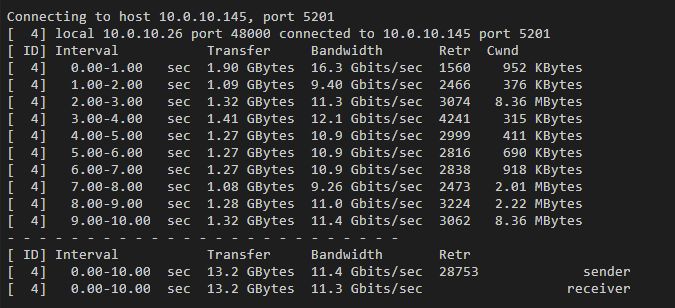 Connecting to host 10.0.10.145, port 5201
[  4] local 10.0.10.26 port 48000 connected to 10.0.10.145 port 5201
[ ID] Interval           Transfer     Bandwidth       Retr  Cwnd
[  4]   0.00-1.00   sec  1.90 GBytes  16.3 Gbits/sec  1560    952 KBytes
[  4]   1.00-2.00   sec  1.09 GBytes  9.40 Gbits/sec  2466    376 KBytes
[  4]   2.00-3.00   sec  1.32 GBytes  11.3 Gbits/sec  3074   8.36 MBytes
[  4]   3.00-4.00   sec  1.41 GBytes  12.1 Gbits/sec  4241    315 KBytes
[  4]   4.00-5.00   sec  1.27 GBytes  10.9 Gbits/sec  2999    411 KBytes
[  4]   5.00-6.00   sec  1.27 GBytes  10.9 Gbits/sec  2816    690 KBytes
[  4]   6.00-7.00   sec  1.27 GBytes  10.9 Gbits/sec  2838    918 KBytes
[  4]   7.00-8.00   sec  1.08 GBytes  9.26 Gbits/sec  2473   2.01 MBytes
[  4]   8.00-9.00   sec  1.28 GBytes  11.0 Gbits/sec  3224   2.22 MBytes
[  4]   9.00-10.00  sec  1.32 GBytes  11.4 Gbits/sec  3062   8.36 MBytes
- - - - - - - - - - - - - - - - - - - - - - - - -
[ ID] Interval           Transfer     Bandwidth       Retr
[  4]   0.00-10.00  sec  13.2 GBytes  11.4 Gbits/sec  28753             sender
[  4]   0.00-10.00  sec  13.2 GBytes  11.3 Gbits/sec                  receiver